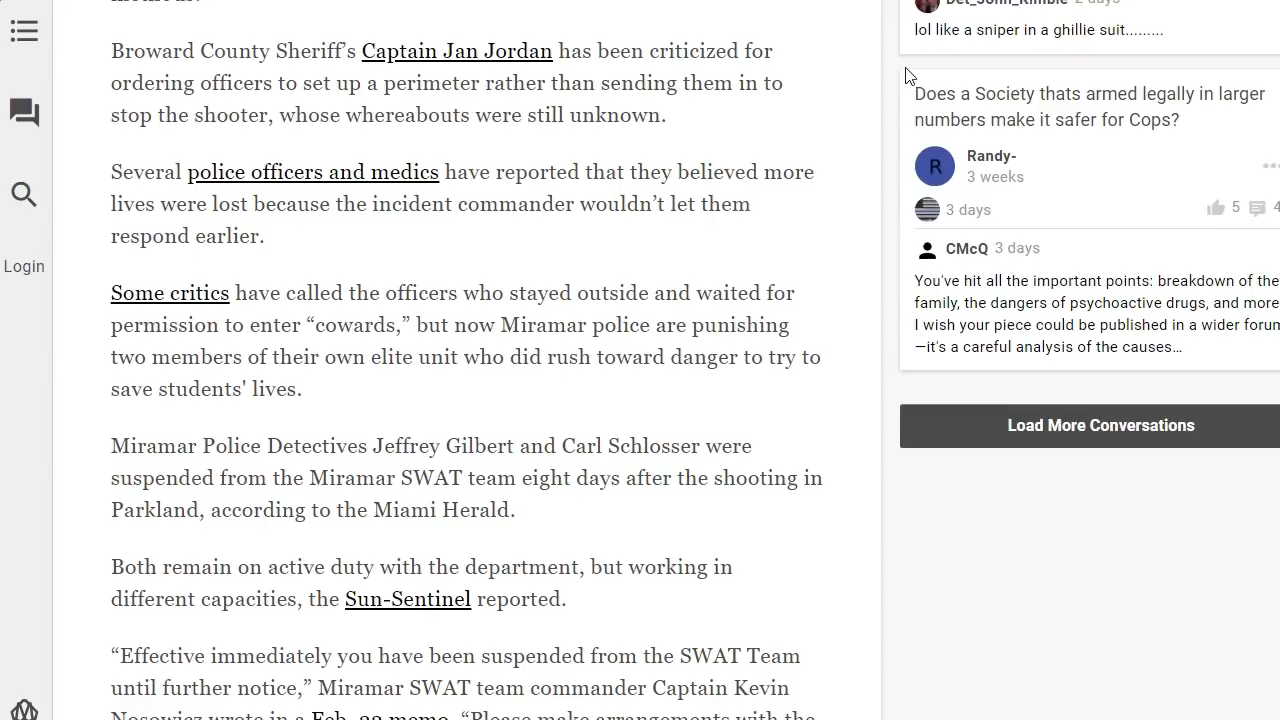 Broward County Sheriff’s Captain Jan Jordan has been criticized for
ordering officers to set up a perimeter rather than sending them in to
stop the shooter, whose whereabouts were still unknown.
Several police officers and medics have reported that they believed more
lives were lost because the incident commander wouldn’t let them
respond earlier.
Some critics have called the officers who stayed outside and waited for
permission to enter “cowards,” but now Miramar police are punishing
two members of their own elite unit who did rush toward danger to try to
save students' lives.
Miramar Police Detectives Jeffrey Gilbert and Carl Schlosser were
suspended from the Miramar SWAT team eight days after the shooting in
Parkland, according to the Miami Herald.
Both remain on active duty with the department, but working in
different capacities, the Sun-Sentinel reported.
“Effective immediately you have been suspended from the SWAT Team
until further notice,” Miramar SWAT team commander Captain Kevin
Nosowicz wrote in a Feb. 22 memo. “Please make arrangements with the
Login
Det_John_Kimble 2 days
lol like a sniper in a ghillie suit.........
Does a Society thats armed legally in larger
numbers make it safer for Cops?
R
Randy-
3 weeks
3 days
5
4
CMcQ 3 days
You've hit all the important points: breakdown of the
family, the dangers of psychoactive drugs, and more
I wish your piece could be published in a wider forum
—it's a careful analysis of the causes…
Load More Conversations